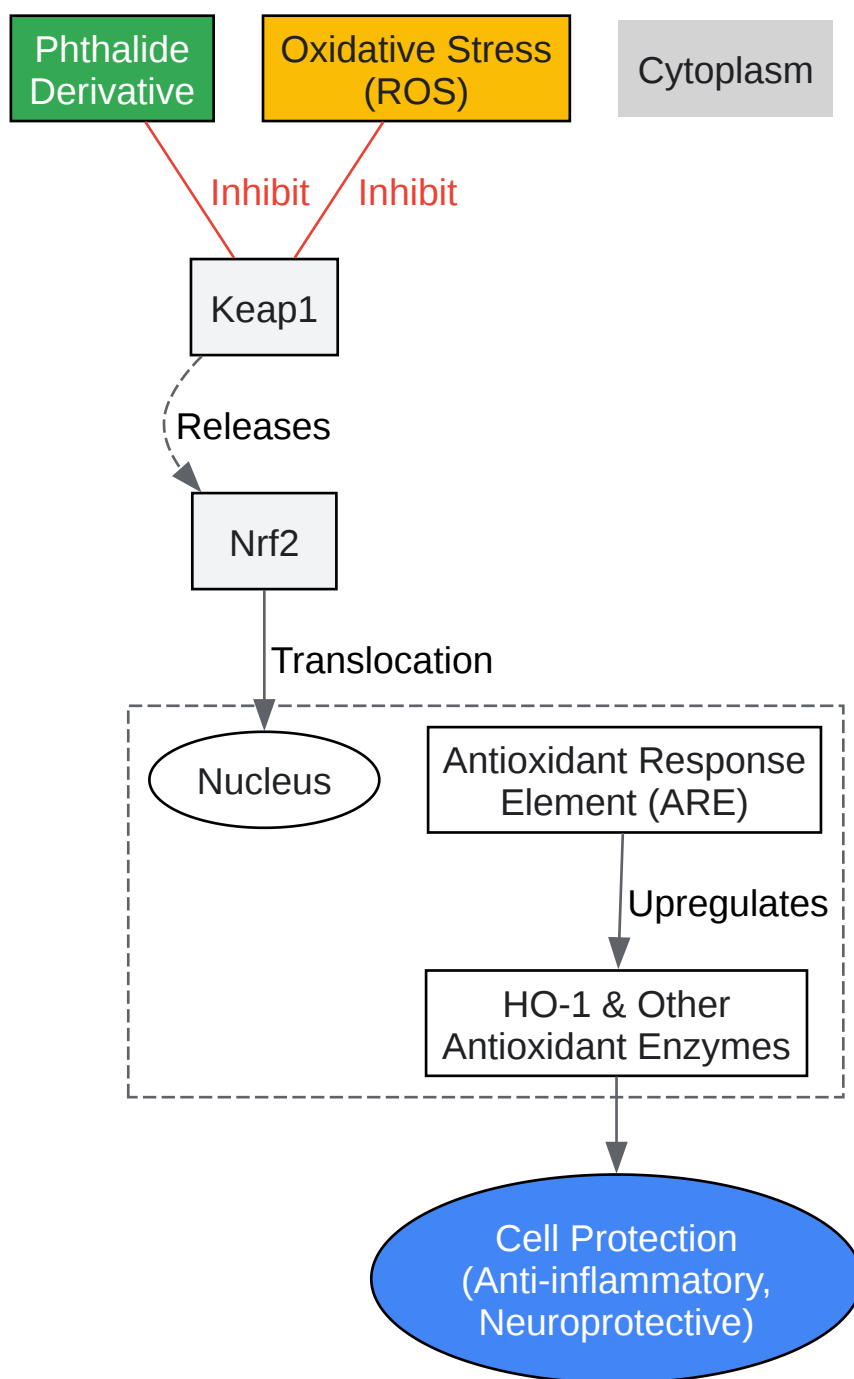 Phthalide
Derivative
Oxidative Stress
(ROS)
Cytoplasm
Inhibit
Inhibit
Keap1
Releases
Nrf2
Translocation
Nucleus
Antioxidant Response
Element (ARE)
Upregulates
HO-1 & Other
Antioxidant Enzymes
Cell Protection
(Anti-inflammatory,
Neuroprotective)